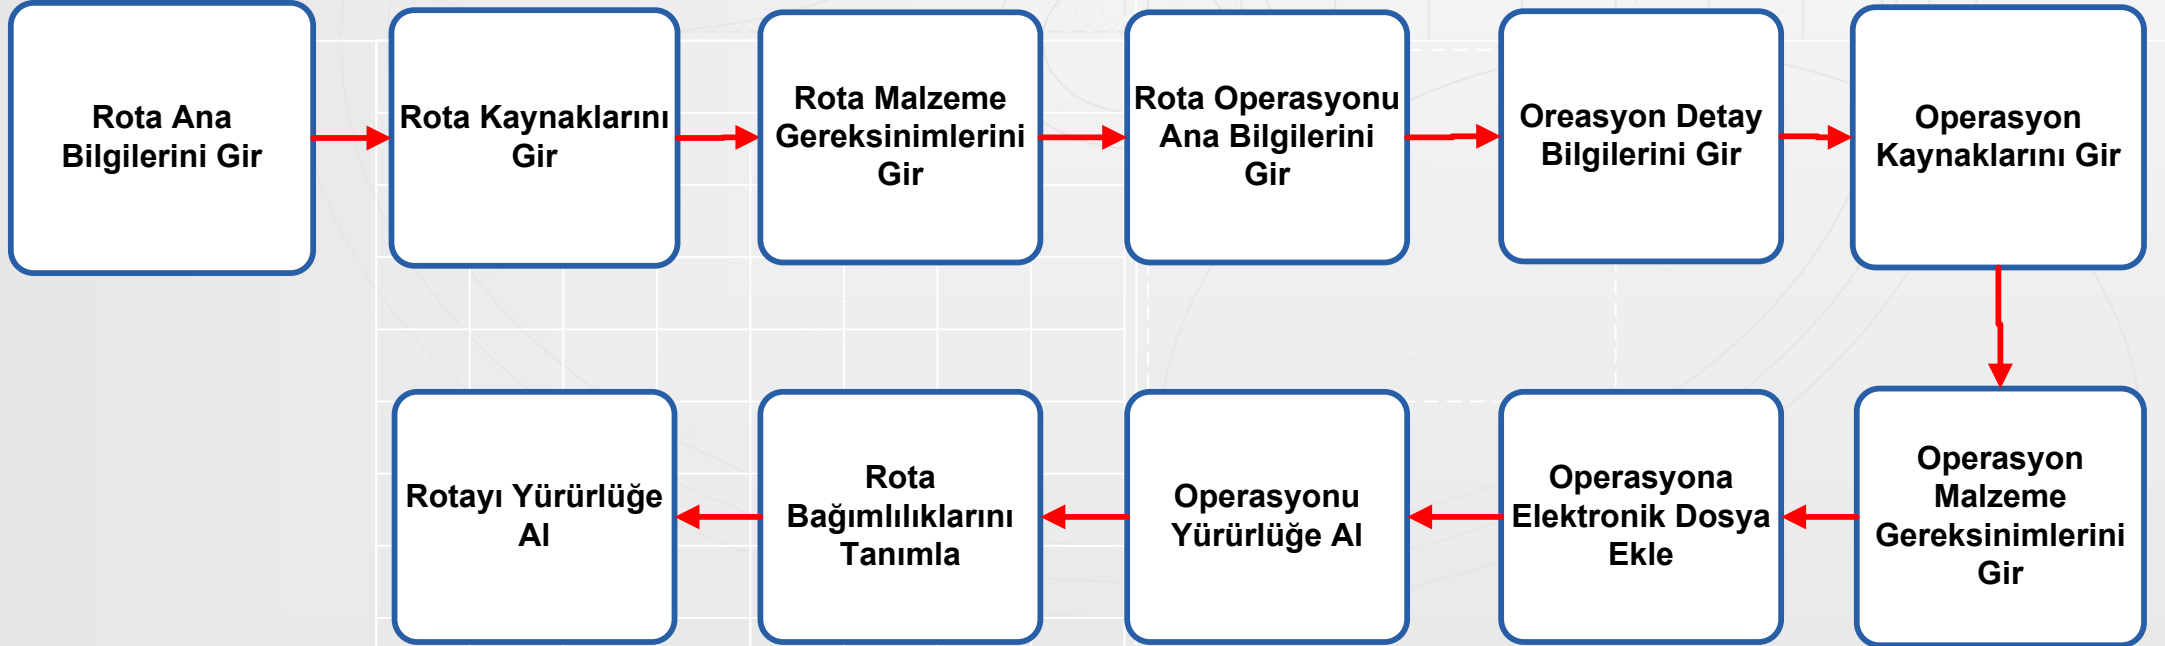 Rota Ana
Bilgilerini Gir
Rota Kaynaklarını
Gir
Rota Malzeme
Gereksinimlerini
Gir
Rota Operasyonu
Ana Bilgilerini
Gir
Oreasyon Detay
Bilgilerini Gir
Operasyon
Kaynaklarını Gir
Operasyon
Malzeme
Gereksinimlerini
Gir
Operasyona
Elektronik Dosya
Ekle
Operasyonu
Yürürlüğe Al
Rota
Bağımlılıklarını
Tanımla
Rotayı Yürürlüğe
Al